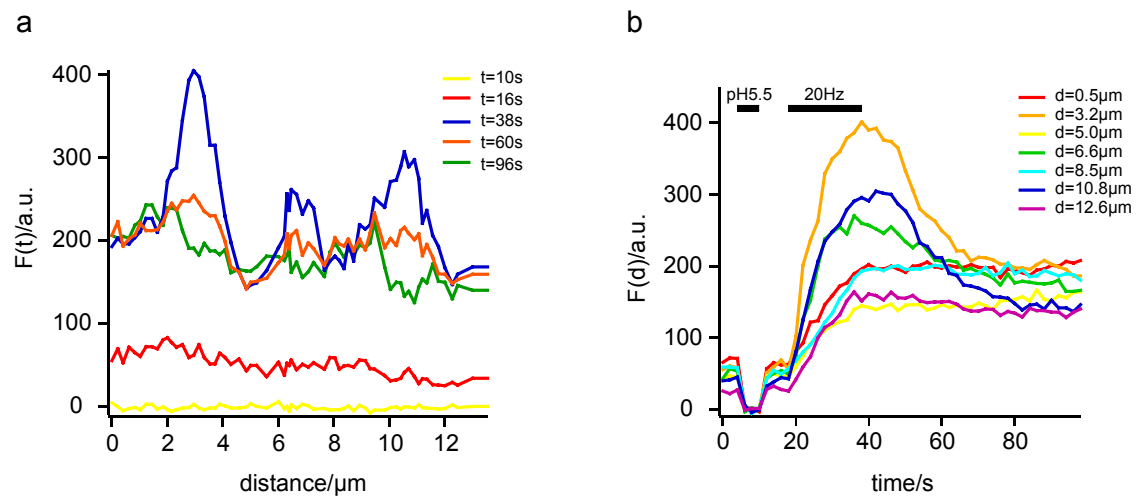 a
F(t)/a.u.
400
300
200
100
0
0
2
4
6
8
10
12
distance/µm
t=10s
t=16s
t=38s
t=60s
t=96s
b
F(d)/a.u.
400
300
200
100
0
0
20
40
60
80
time/s
pH5.5
20Hz
d=0.5µm
d=3.2µm
d=5.0µm
d=6.6µm
d=8.5µm
d=10.8µm
d=12.6µm